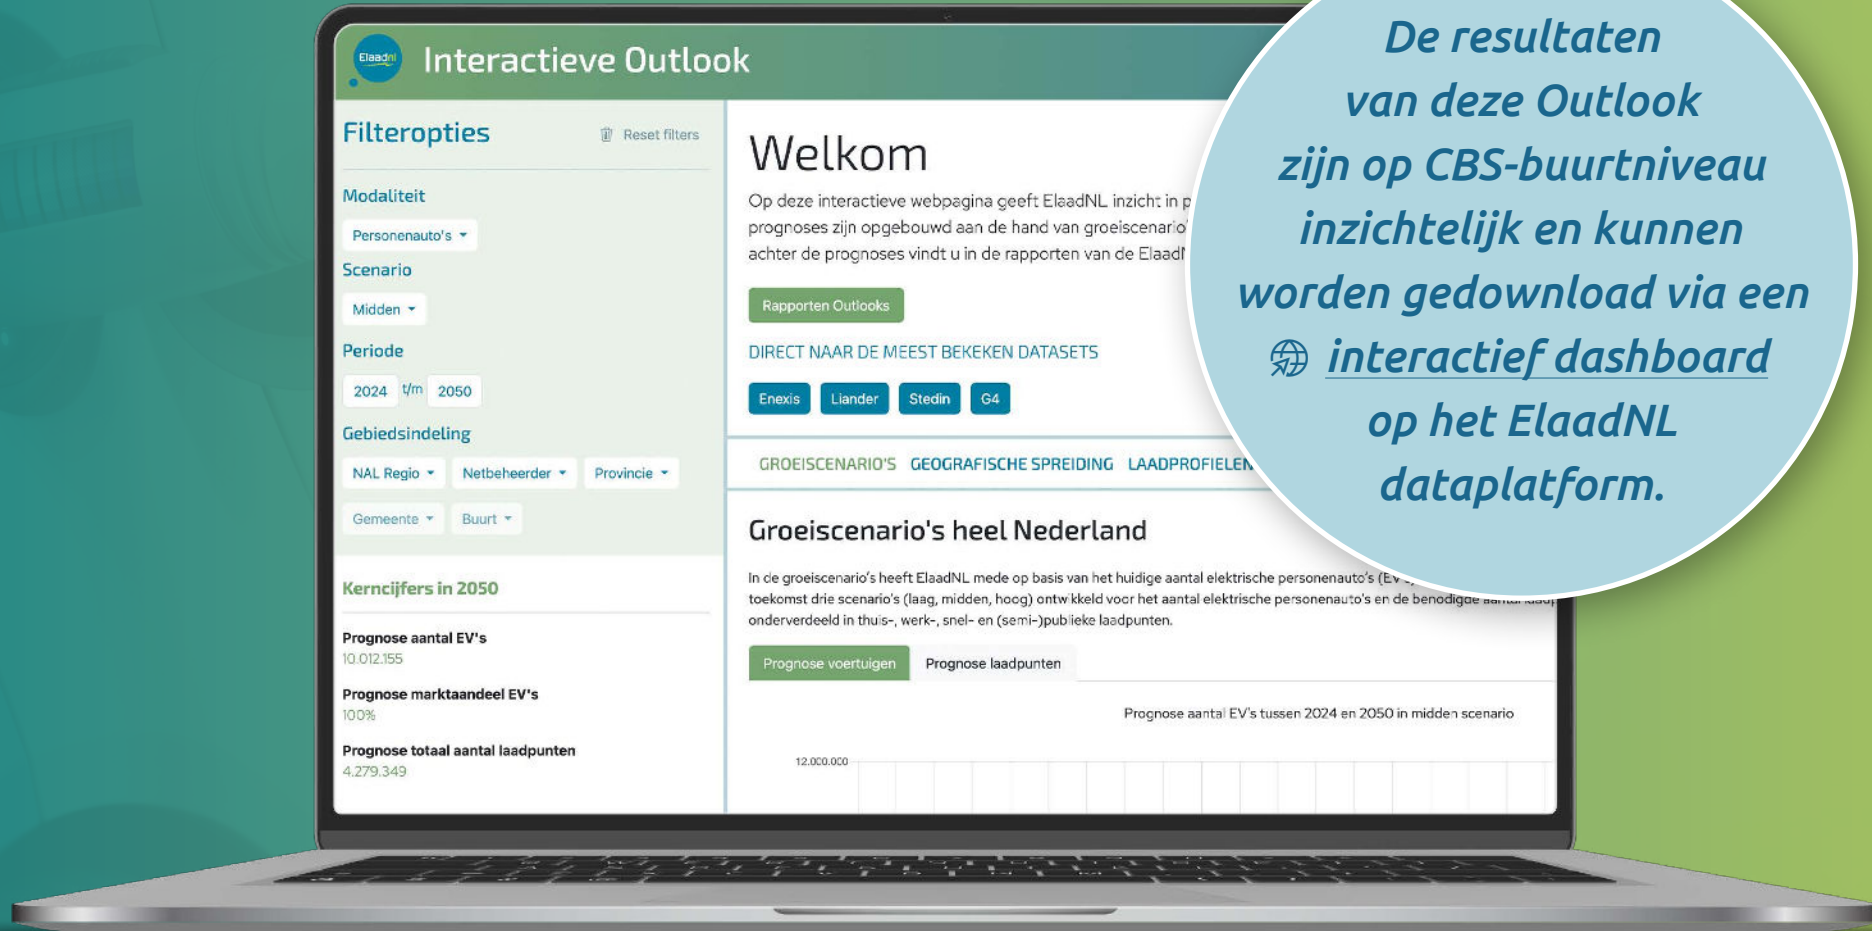 Elaadnl
Interactieve Outlook
Filteropties
Reset filters
Modaliteit
Personenauto's
Scenario
Midden
Periode
2024 t/m 2050
Gebiedsindeling
NAL Regio Netbeheerder Provincie
Gemeente Buurt
Kerncijfers in 2050
Prognose aantal EV's
10.012.155
Prognose marktaandeel EV's
100%
Prognose totaal aantal laadpunten
4.279.349
Welkom
Op deze interactieve webpagina geeft ElaadNL inzicht in
prognoses zijn opgebouwd aan de hand van groeiscenario'
achter de prognoses vindt u in de rapporten van de
Rapporten Outlooks
DIRECT NAAR DE MEEST BEKEKEN DATASETS
Enexis Liander Stedin G4
GROEISCENARIO'S GEOGRAFISCHE SPREIDING LAADPROFIELEN
Groeiscenario's heel Nederland
In de groeiscenario's heeft ElaadNL mede op basis van het huidige aantal elektrische personenauto's
toekomst drie scenario's (laag, midden, hoog) ontwikkeld voor het aantal elektrische personenauto's en de benodigde aantal
onderverdeeld in thuis-, werk-, snel- en (semi-)publieke laadpunten.
Prognose voertuigen Prognose laadpunten
Prognose aantal EV's tussen 2024 en 2050 in midden scenario
12.000.000
De resultaten
van deze Outlook
zijn op CBS-buurtniveau
inzichtelijk en kunnen
worden gedownload via een
interactief dashboard
op het ElaadNL
dataplatform.